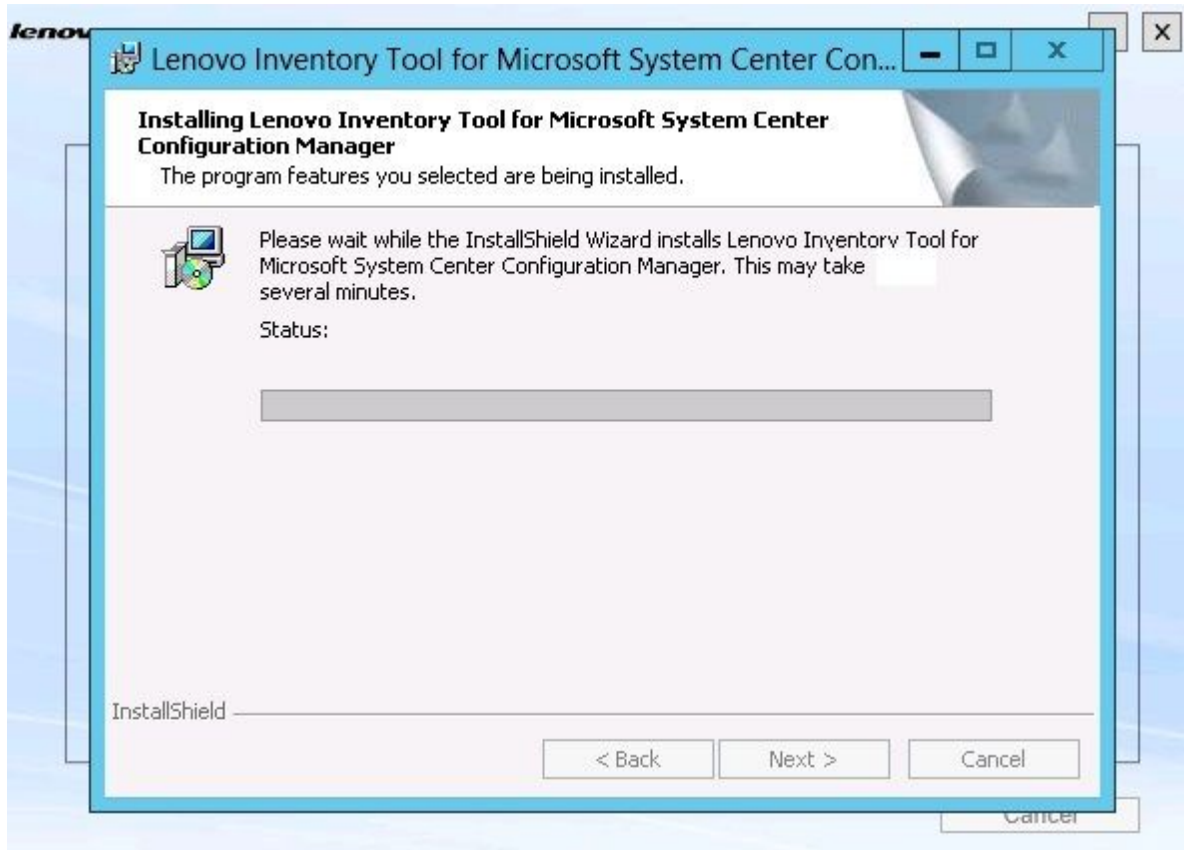 lenov
Lenovo Inventory Tool for Microsoft System Center Con...
Installing Lenovo Inventory Tool for Microsoft System Center
Configuration Manager
The program features you selected are being installed.
Please wait while the InstallShield Wizard installs Lenovo Inventory Tool for
Microsoft System Center Configuration Manager. This may take
several minutes.
Status:
InstallShield
< Back
Next >
Cancel
Cancel